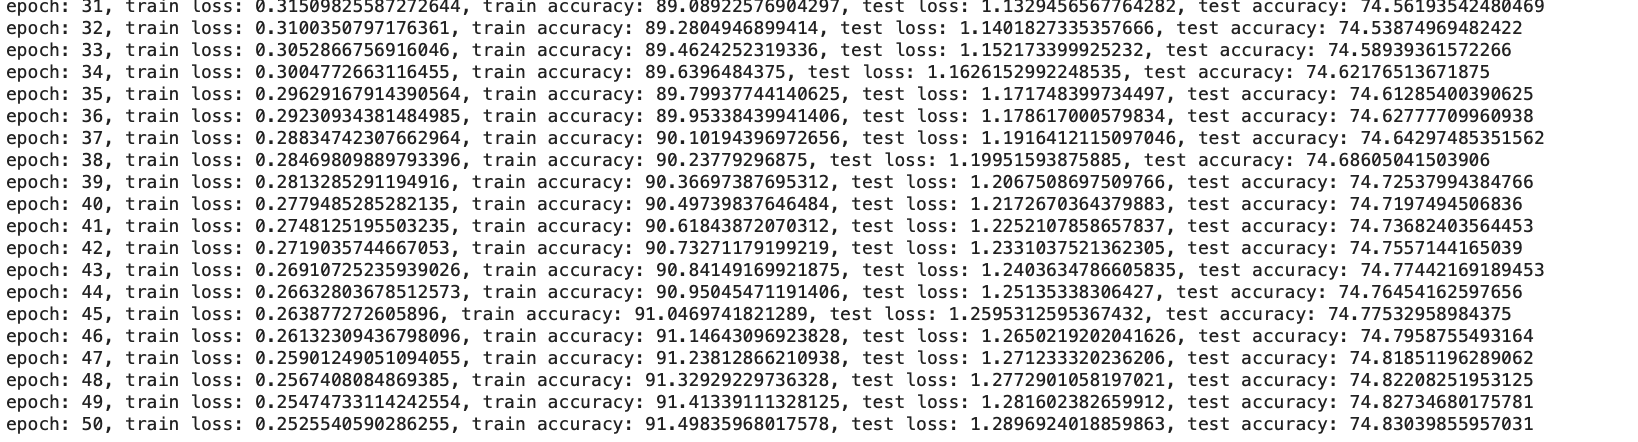 epoch: 31, train loss: 0.31509825587272644, train accuracy: 89.08922576904297, test loss: 1.1329456567764282, test accuracy: 74.56193542480469
epoch: 32, train loss: 0.3100350797176361, train accuracy: 89.2804946899414, test loss: 1.1401827335357666, test accuracy: 74.53874969482422
epoch: 33, train loss: 0.3052866756916046, train accuracy: 89.4624252319336, test loss: 1.152173399925232, test accuracy: 74.58939361572266
epoch: 34, train loss: 0.3004772663116455, train accuracy: 89.6396484375, test loss: 1.1626152992248535, test accuracy: 74.62176513671875
epoch: 35, train loss: 0.29629167914390564, train accuracy: 89.79937744140625, test loss: 1.171748399734497, test accuracy: 74.61285400390625
epoch: 36, train loss: 0.29230934381484985, train accuracy: 89.95338439941406, test loss: 1.178617000579834, test accuracy: 74.62777709960938
epoch: 37, train loss: 0.28834742307662964, train accuracy: 90.10194396972656, test loss: 1.1916412115097046, test accuracy: 74.64297485351562
epoch: 38, train loss: 0.28469809889793396, train accuracy: 90.23779296875, test loss: 1.19951593875885, test accuracy: 74.68605041503906
epoch: 39, train loss: 0.2813285291194916, train accuracy: 90.36697387695312, test loss: 1.2067508697509766, test accuracy: 74.72537994384766
epoch: 40, train loss: 0.2779485285282135, train accuracy: 90.49739837646484, test loss: 1.2172670364379883, test accuracy: 74.7197494506836
epoch: 41, train loss: 0.2748125195503235, train accuracy: 90.61843872070312, test loss: 1.2252107858657837, test accuracy: 74.73682403564453
epoch: 42, train loss: 0.2719035744667053, train accuracy: 90.73271179199219, test loss: 1.2331037521362305, test accuracy: 74.7557144165039
epoch: 43, train loss: 0.26910725235939026, train accuracy: 90.84149169921875, test loss: 1.2403634786605835, test accuracy: 74.77442169189453
epoch: 44, train loss: 0.26632803678512573, train accuracy: 90.95045471191406, test loss: 1.25135338306427, test accuracy: 74.76454162597656
epoch: 45, train loss: 0.263877272605896, train accuracy: 91.0469741821289, test loss: 1.2595312595367432, test accuracy: 74.77532958984375
epoch: 46, train loss: 0.26132309436798096, train accuracy: 91.14643096923828, test loss: 1.2650219202041626, test accuracy: 74.7958755493164
epoch: 47, train loss: 0.25901249051094055, train accuracy: 91.23812866210938, test loss: 1.271233320236206, test accuracy: 74.81851196289062
epoch: 48, train loss: 0.2567408084869385, train accuracy: 91.32929229736328, test loss: 1.2772901058197021, test accuracy: 74.82208251953125
epoch: 49, train loss: 0.25474733114242554, train accuracy: 91.41339111328125, test loss: 1.281602382659912, test accuracy: 74.82734680175781
epoch: 50, train loss: 0.2525540590286255, train accuracy: 91.49835968017578, test loss: 1.2896924018859863, test accuracy: 74.83039855957031